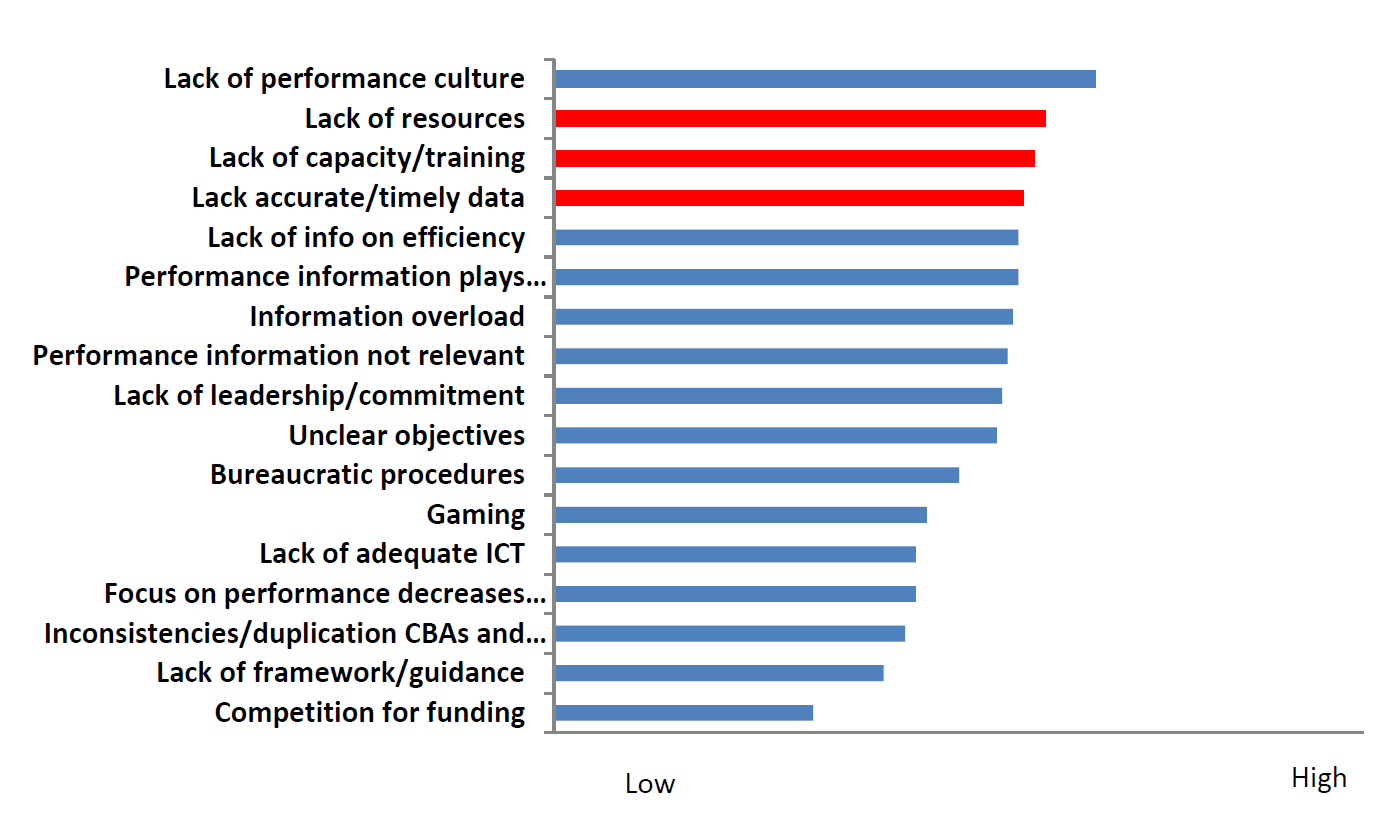 Lack of performance culture
Lack of resources
Lack of capacity/training
Lack accurate/timely data
Lack of info on efficiency
Performance information plays...
Information overload
Performance information not relevant
Lack of leadership/commitment
Unclear objectives
Bureaucratic procedures
Gaming
Lack of adequate ICT
Focus on performance decreases...
Inconsistencies/duplication CBAs and...
Lack of framework/guidance
Competition for funding
Low
High